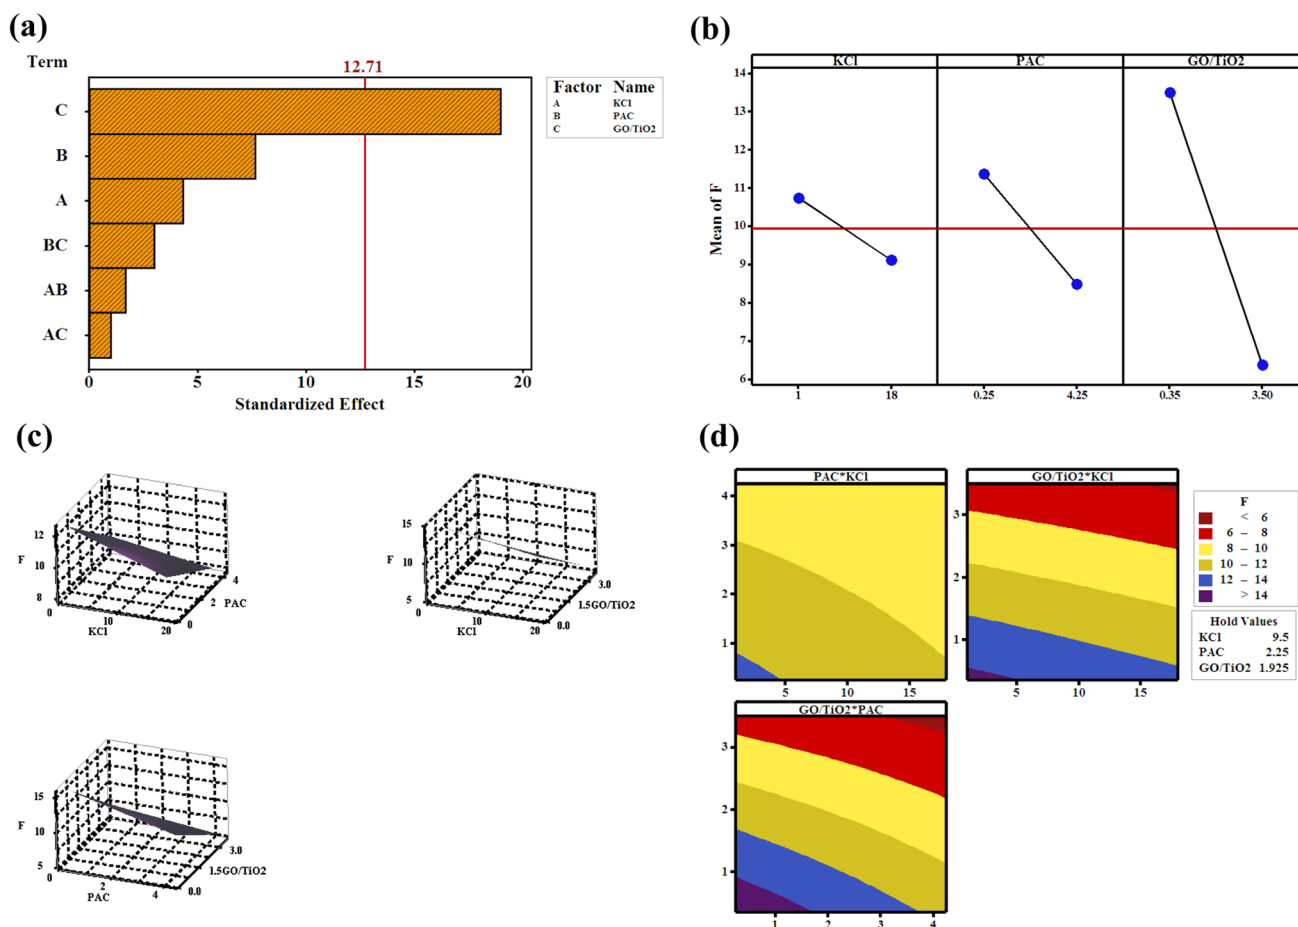 (a)
Term
12.71
Factor Name
A KCl
B PAC
C GO/TiO2
C
B
A
BC
AB
AC
0 5 10 15 20
Standardized Effect
(b)
KCl PAC GO/TiO2
14
13
12
11
10
9
8
7
6
Mean of F
1 18 0.25 4.25 0.35 3.50
(c)
12
10
8
F
0 10 20
KCl
0 2 4
PAC
15
10
5
F
0 10 20
KCl
0.0 1.5 3.0
GO/TiO2
15
10
5
F
0 2 4
PAC
0.0 1.5 3.0
GO/TiO2
(d)
PAC*KCl
4
3
2
1
5 10 15
GO/TiO2*KCl
3
2
1
5 10 15
GO/TiO2*PAC
3
2
1
1 2 3 4
F
< 6
6 – 8
8 – 10
10 – 12
12 – 14
> 14
Hold Values
KCl 9.5
PAC 2.25
GO/TiO2 1.925